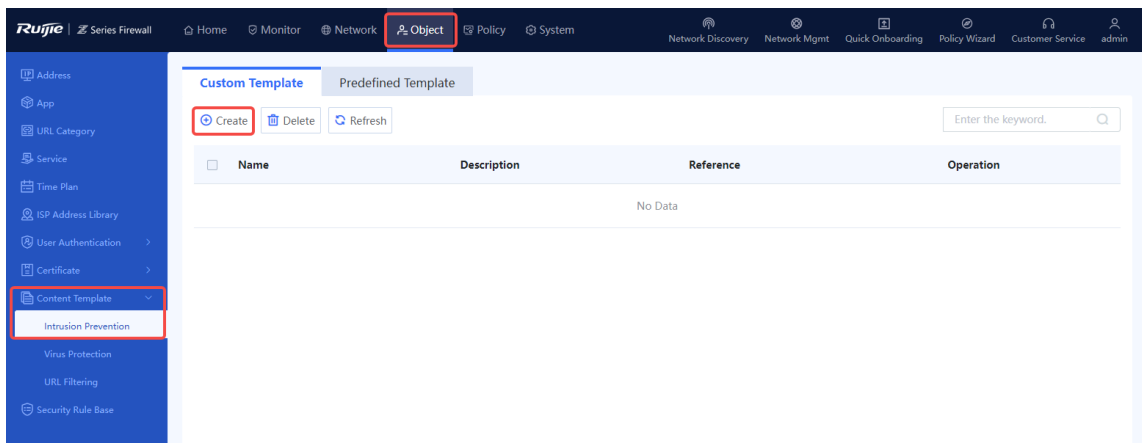 Ruijie | Z Series Firewall Home Monitor Network Object Policy System Network Discovery Network Mgmt Quick Onboarding Policy Wizard Customer Service admin
Address
App
URL Category
Service
Time Plan
ISP Address Library
User Authentication
Certificate
Content Template
Intrusion Prevention
Virus Protection
URL Filtering
Security Rule Base
Custom Template Predefined Template
Create Delete Refresh Enter the keyword.
Name Description Reference Operation
No Data